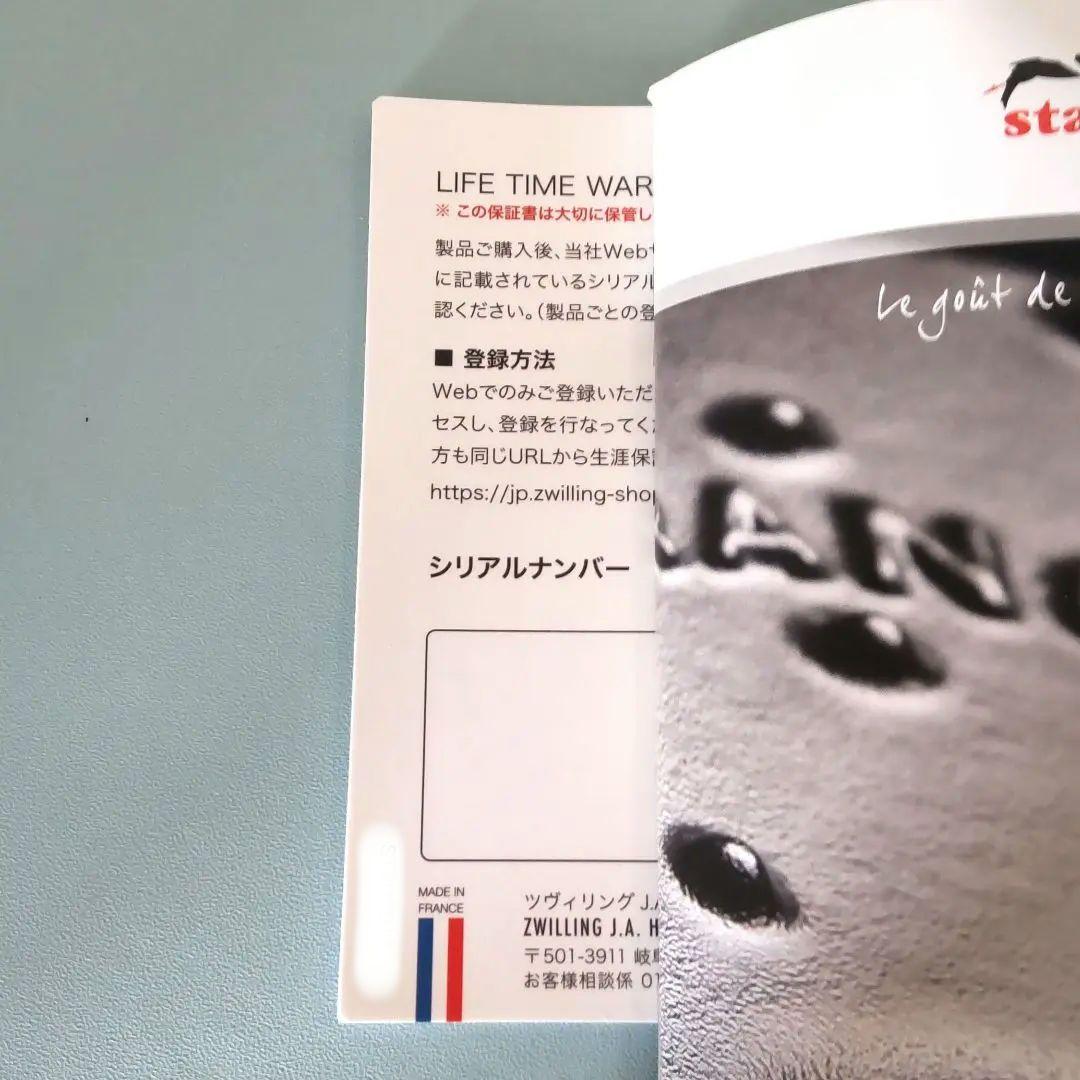 LIFE TIME WAR
※ この保証書は大切に保管し
製品ご購入後、当社Web
に記載されているシリアル
認ください。(製品ごとの登
■ 登録方法
Webでのみご登録いただ
セスし、登録を行なってく
方も同じURLから生涯保
https://jp.zwilling-shop
シリアルナンバー
MADE IN
FRANCE
ツヴィリング J.A
ZWILLING J.A. H
〒501-3911 岐
お客様相談係 01
sta
Le goût de
RANC